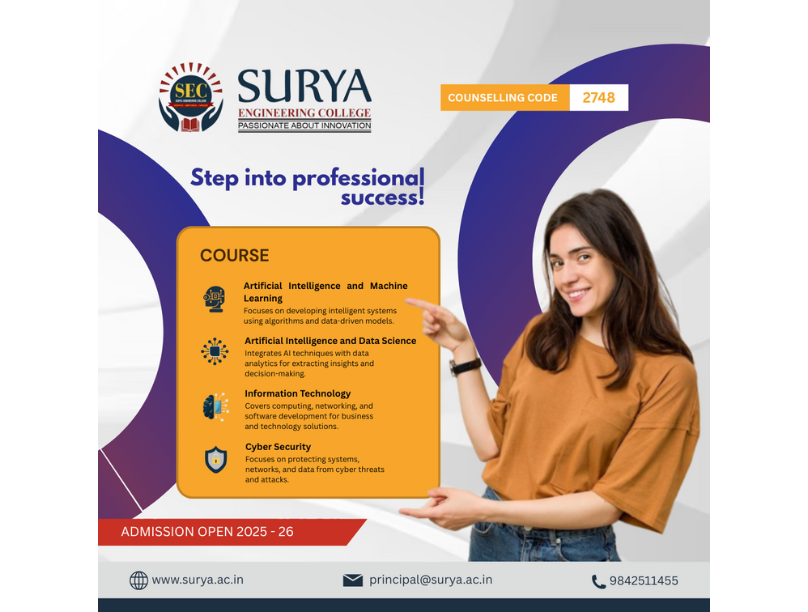 SEC
SURYA
ENGINEERING COLLEGE
PASSIONATE ABOUT INNOVATION
COUNSELLING CODE 2748
Step into professional
success!
COURSE
Artificial Intelligence and Machine
Learning
Focuses on developing intelligent systems
using algorithms and data-driven models.
Artificial Intelligence and Data Science
Integrates AI techniques with data
analytics for extracting insights and
decision-making.
Information Technology
Covers computing, networking, and
software development for business
and technology solutions.
Cyber Security
Focuses on protecting systems,
networks, and data from cyber threats
and attacks.
ADMISSION OPEN 2025 - 26
www.surya.ac.in
principal@surya.ac.in
9842511455